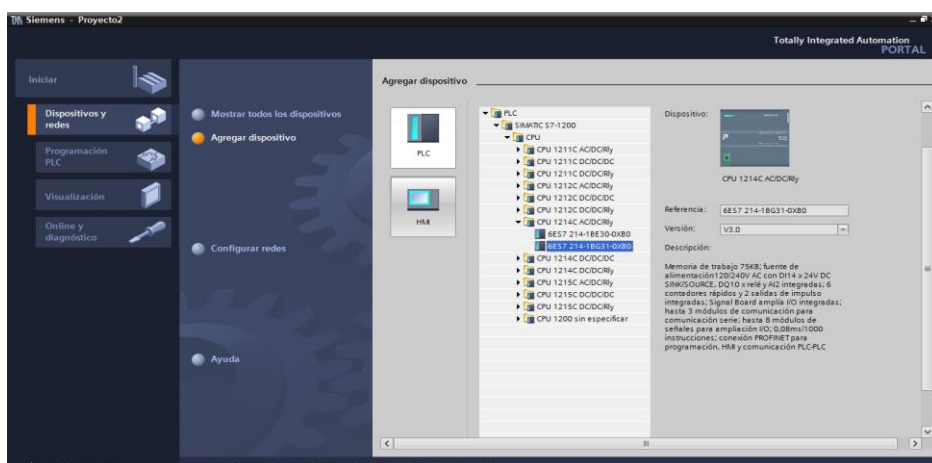 Siemens - Proyecto2
Totally Integrated Automation
PORTAL
Iniciar
Dispositivos y
redes
Programación
PLC
Visualización
Online y
diagnóstico
Mostrar todos los dispositivos
Agregar dispositivo
Configurar redes
Ayuda
Agregar dispositivo
PLC
HMI
PLC
SIMATIC S7-1200
CPU
CPU 1211C AC/DC/Rly
CPU 1211C DC/DC/DC
CPU 1211C DC/DC/Rly
CPU 1212C AC/DC/Rly
CPU 1212C DC/DC/DC
CPU 1212C DC/DC/Rly
CPU 1214C AC/DC/Rly
6ES7 214-1BE30-0XB0
6ES7 214-1BG31-0XB0
CPU 1214C DC/DC/DC
CPU 1214C DC/DC/Rly
CPU 1215C AC/DC/Rly
CPU 1215C DC/DC/DC
CPU 1215C DC/DC/Rly
CPU 1200 sin especificar
Dispositivo:
CPU 1214C AC/DC/Rly
Referencia:
6ES7 214-1BG31-0XB0
Versión:
V3.0
Descripción:
Memoria de trabajo 75KB; fuente de
alimentación120/240V AC con DI14 x 24V DC
SINK/SOURCE, DQ10 x relé y AI2 integradas; 6
contadores rápidos y 2 salidas de impulso
integradas; Signal Board amplía I/O integradas;
hasta 3 módulos de comunicación para
comunicación serie; hasta 8 módulos de
señales para ampliación I/O; 0,08ms/1000
instrucciones; conexión PROFINET para
programación, HMI y comunicación PLC-PLC